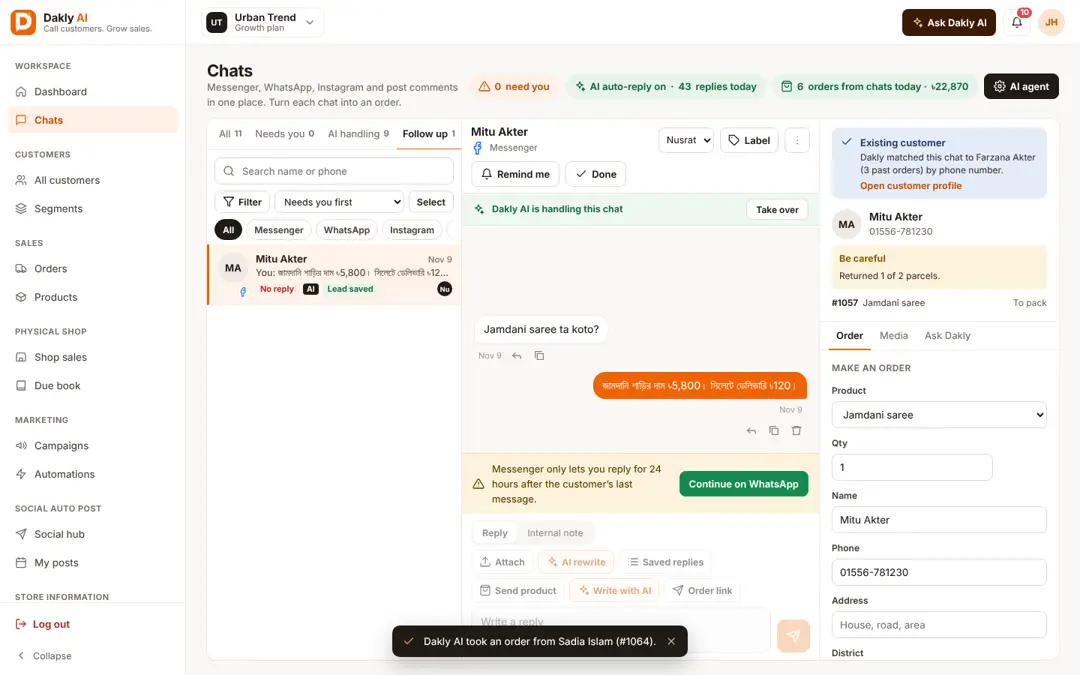 Dakly AI
Call customers. Grow sales.
UT
Urban Trend
Growth plan
Ask Dakly AI
10
JH
WORKSPACE
Dashboard
Chats
CUSTOMERS
All customers
Segments
SALES
Orders
Products
PHYSICAL SHOP
Shop sales
Due book
MARKETING
Campaigns
Automations
SOCIAL AUTO POST
Social hub
My posts
STORE INFORMATION
Log out
Collapse
Chats
Messenger, WhatsApp, Instagram and post comments
in one place. Turn each chat into an order.
0 need you
AI auto-reply on · 43 replies today
6 orders from chats today · ৳22,870
AI agent
All 11
Needs you 0
AI handling 9
Follow up 1
Search name or phone
Filter
Needs you first
Select
All
Messenger
WhatsApp
Instagram
MA
Mitu Akter
Nov 9
You: জামদানি শাড়ির দাম ৳5,800। সিলেটে ডেলিভারি ৳12...
No reply
AI
Lead saved
Nu
Mitu Akter
Messenger
Nusrat
Label
Remind me
Done
Dakly AI is handling this chat
Take over
Jamdani saree ta koto?
Nov 9
জামদানি শাড়ির দাম ৳5,800। সিলেটে ডেলিভারি ৳120।
Nov 9
Messenger only lets you reply for 24
hours after the customer's last
message.
Continue on WhatsApp
Reply
Internal note
Attach
AI rewrite
Saved replies
Send product
Write with AI
Order link
Write a reply
Dakly AI took an order from Sadia Islam (#1064).
Existing customer
Dakly matched this chat to Farzana Akter
(3 past orders) by phone number.
Open customer profile
MA
Mitu Akter
01556-781230
Be careful
Returned 1 of 2 parcels.
#1057 Jamdani saree
To pack
Order
Media
Ask Dakly
MAKE AN ORDER
Product
Jamdani saree
Qty
1
Name
Mitu Akter
Phone
01556-781230
Address
House, road, area
District